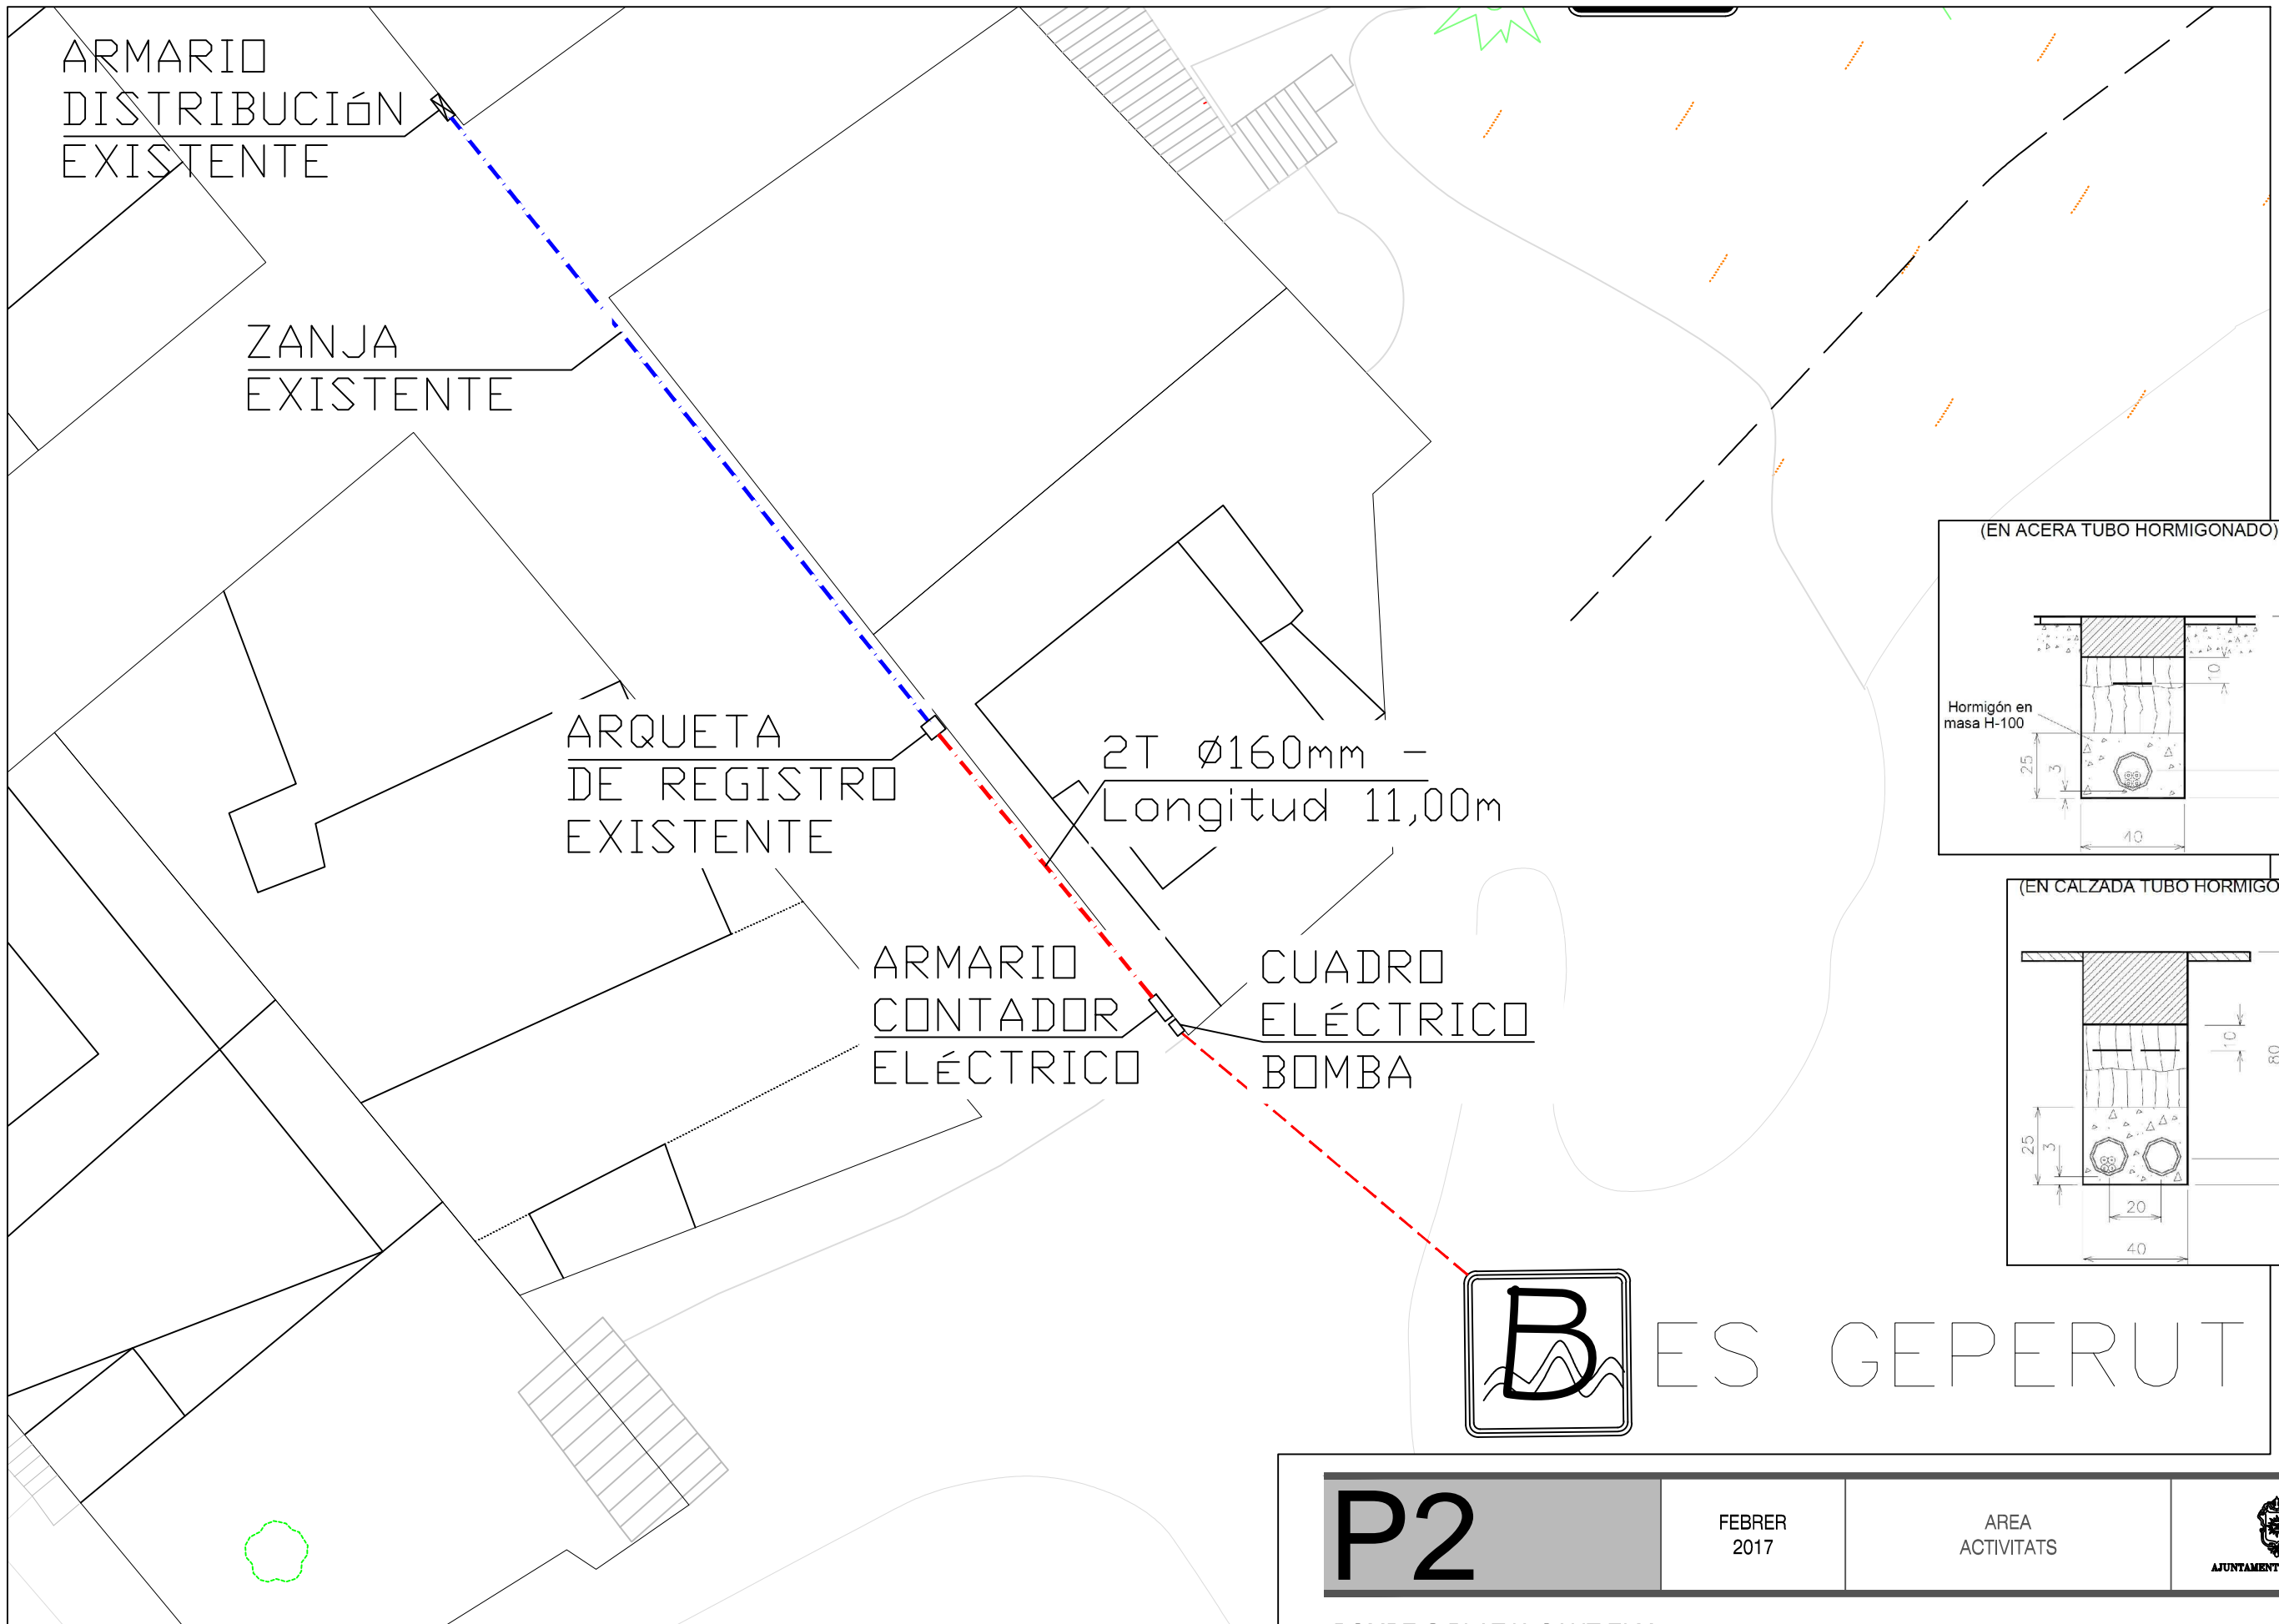 ARMARIO
DISTRIBUCIóN
EXISTENTE
ZANJA
EXISTENTE
ARQUETA
DE REGISTRO
EXISTENTE
2T Ø160mm -
Longitud 11,00m
ARMARIO
CONTADOR
ELéCTRICO
CUADRO
ELéCTRICO
BOMBA
(EN ACERA TUBO HORMIGONADO)
10
Hormigón en
masa H-100
25
3
40
(EN CALZADA TUBO HORMIGO
10
80
25
3
20
40
B
ES GEPERUT
P2
FEBRER
2017
AREA
ACTIVITATS
AJUNTAMENT